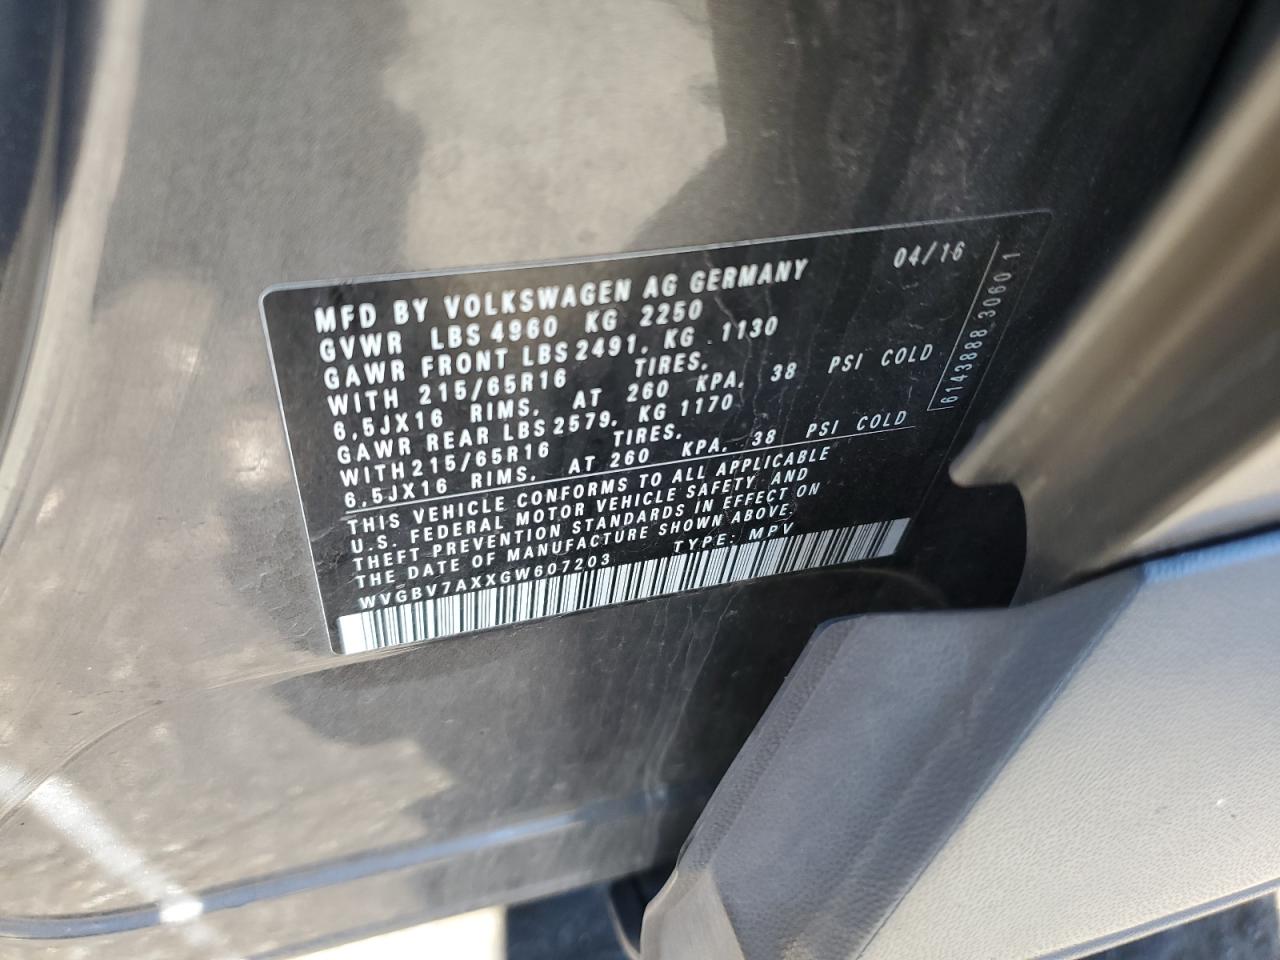 MFD BY VOLKSWAGEN AG GERMANY 04/16
GVWR LBS 4960 KG 2250
GAWR FRONT LBS 2491, KG 1130
WITH 215/65R16 TIRES,
6,5JX16 RIMS, AT 260 KPA, 38 PSI COLD
GAWR REAR LBS 2579, KG 1170
WITH 215/65R16 TIRES,
6,5JX16 RIMS, AT 260 KPA, 38 PSI COLD
THIS VEHICLE CONFORMS TO ALL APPLICABLE
U.S. FEDERAL MOTOR VEHICLE SAFETY, AND
THEFT PREVENTION STANDARDS IN EFFECT ON
THE DATE OF MANUFACTURE SHOWN ABOVE.
WVGBV7AXXGW607203 TYPE: MPV
6143888 3060 1